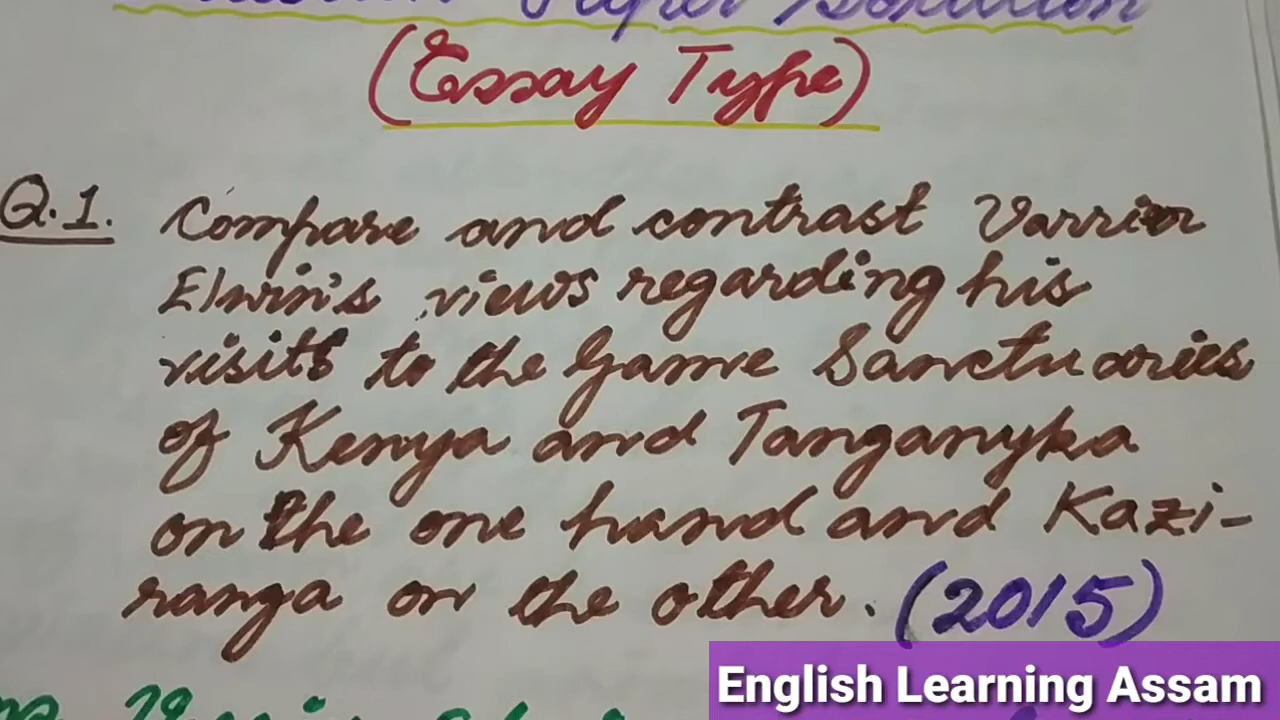 (Essay Type)
Q.1. Compare and contrast Varrier
Elwin's views regarding his
visits to the Game Sanctuaries
of Kenya and Tanganyka
on the one hand and Kazi-
ranga on the other. (2015)
English Learning Assam